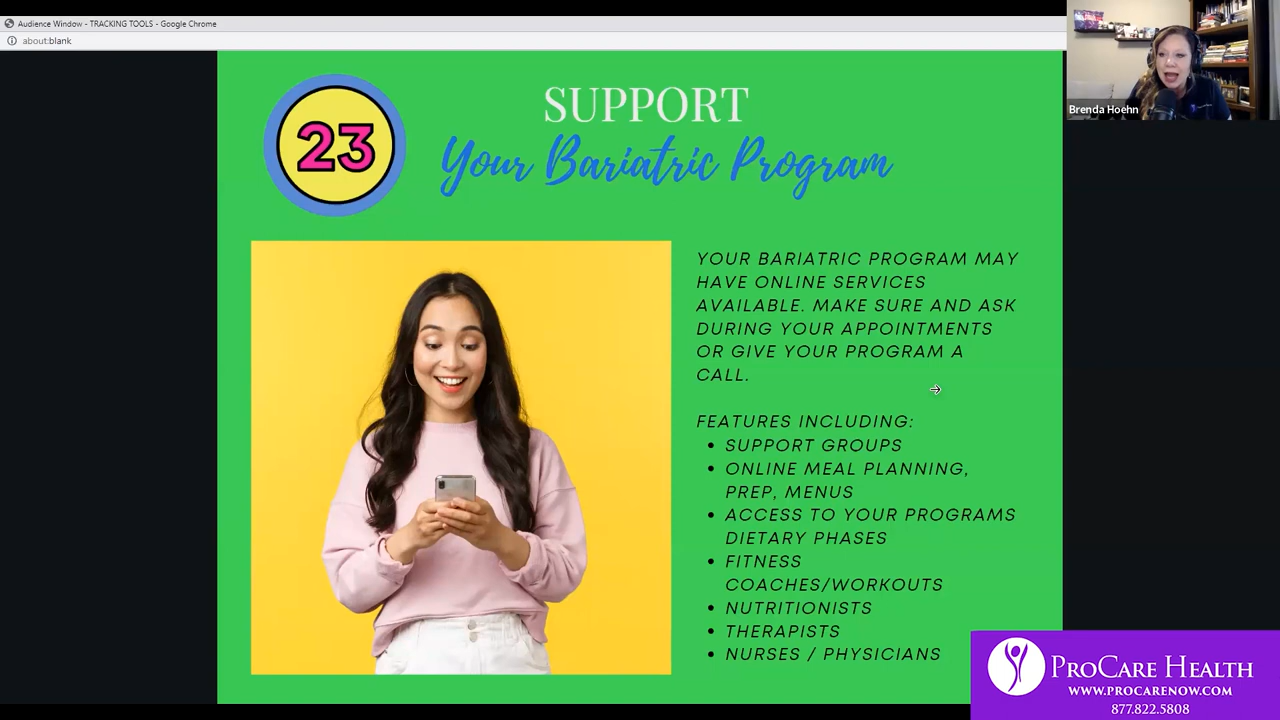 Audience Window - TRACKING TOOLS - Google Chrome
about:blank
Brenda Hoehn
23
SUPPORT
Your Bariatric Program
YOUR BARIATRIC PROGRAM MAY
HAVE ONLINE SERVICES
AVAILABLE. MAKE SURE AND ASK
DURING YOUR APPOINTMENTS
OR GIVE YOUR PROGRAM A
CALL.
FEATURES INCLUDING:
• SUPPORT GROUPS
• ONLINE MEAL PLANNING,
PREP, MENUS
• ACCESS TO YOUR PROGRAMS
DIETARY PHASES
• FITNESS
COACHES/WORKOUTS
• NUTRITIONISTS
• THERAPISTS
• NURSES / PHYSICIANS
PROCARE HEALTH
WWW.PROCARENOW.COM
877.822.5808